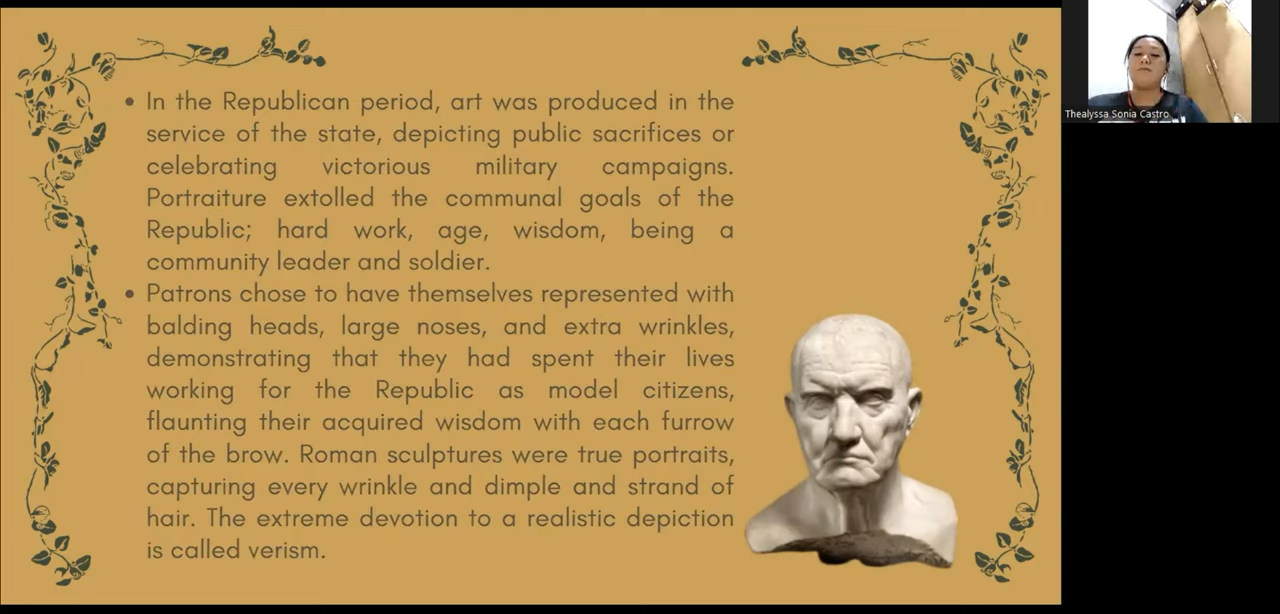 In the Republican period, art was produced in the
service of the state, depicting public sacrifices or
celebrating victorious military campaigns.
Portraiture extolled the communal goals of the
Republic; hard work, age, wisdom, being a
community leader and soldier.
Patrons chose to have themselves represented with
balding heads, large noses, and extra wrinkles,
demonstrating that they had spent their lives
working for the Republic as model citizens,
flaunting their acquired wisdom with each furrow
of the brow. Roman sculptures were true portraits,
capturing every wrinkle and dimple and strand of
hair. The extreme devotion to a realistic depiction
is called verism.
Thealyssa Sonia Castro